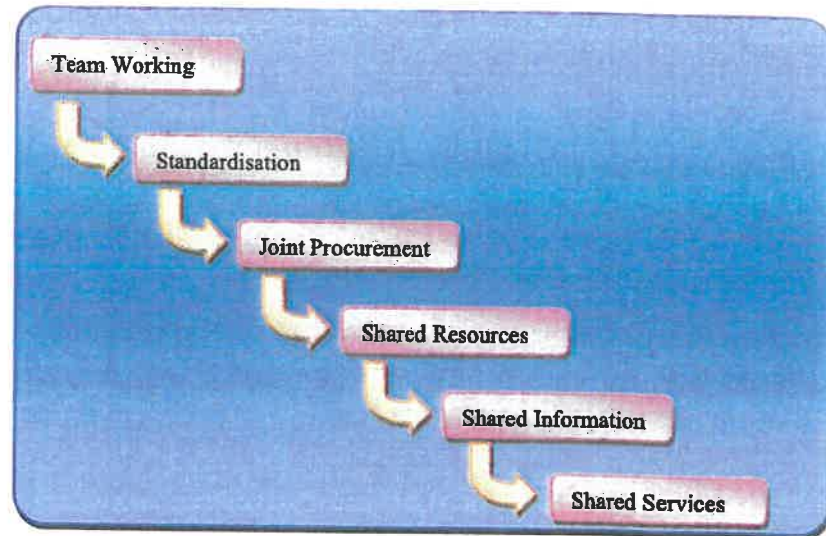 Team Working
Standardisation
Joint Procurement
Shared Resources
Shared Information
Shared Services